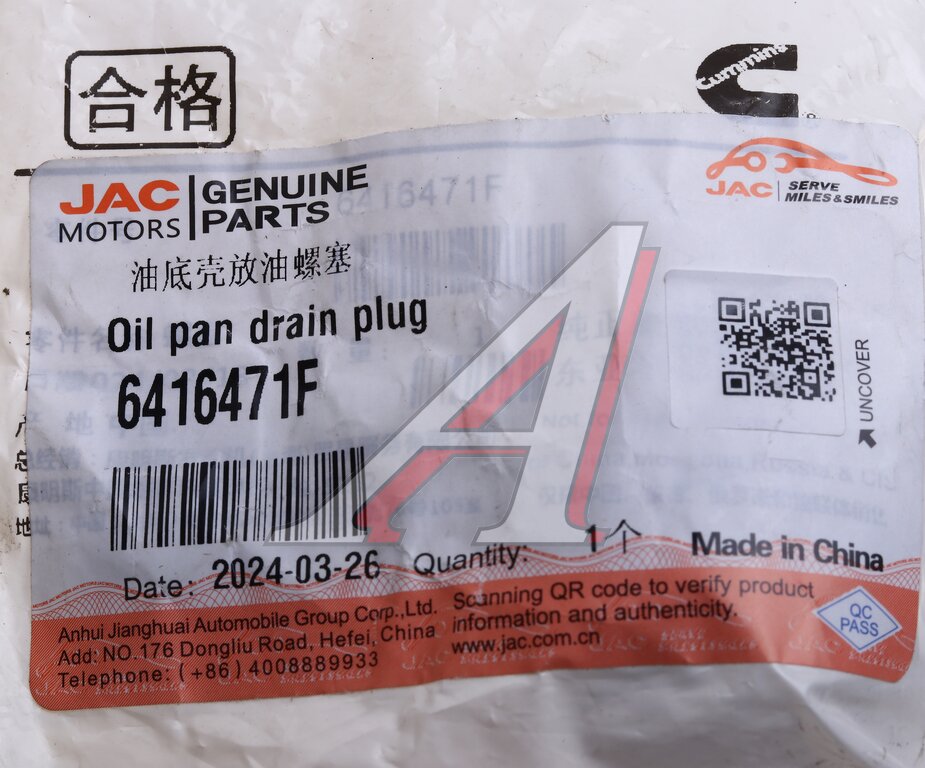 合格
Cummins
JAC
MOTORS
GENUINE
PARTS
6416471F
JAC
SERVE
MILES&SMILES
油底壳放油螺塞
Oil pan drain plug
6416471F
UNCOVER
Date: 2024-03-26
Quantity: 1个
Made in China
Anhui Jianghuai Automobile Group Corp.,Ltd.
Add: NO.176 Dongliu Road, Hefei, China
Telephone: (+86)4008889933
Scanning QR code to verify product
information and authenticity.
www.jac.com.cn
QC
PASS